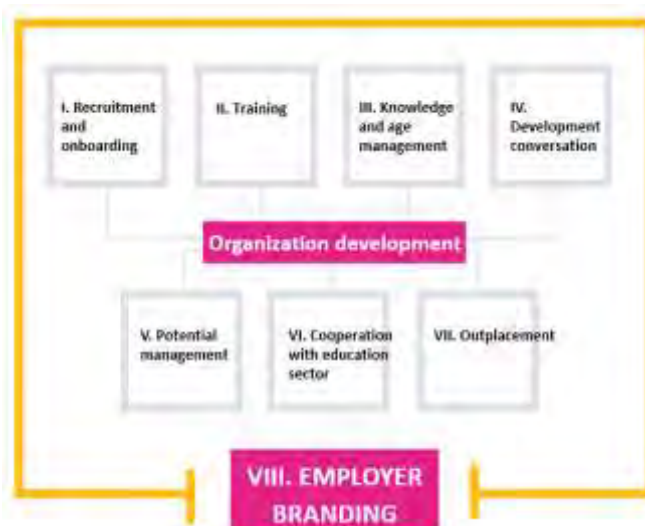 I. Recruitment
and
onboarding
II. Training
III. Knowledge
and age
management
IV.
Development
conversation
Organization development
V. Potential
management
VI. Cooperation
with education
sector
VII. Outplacement
VIII. EMPLOYER
BRANDING